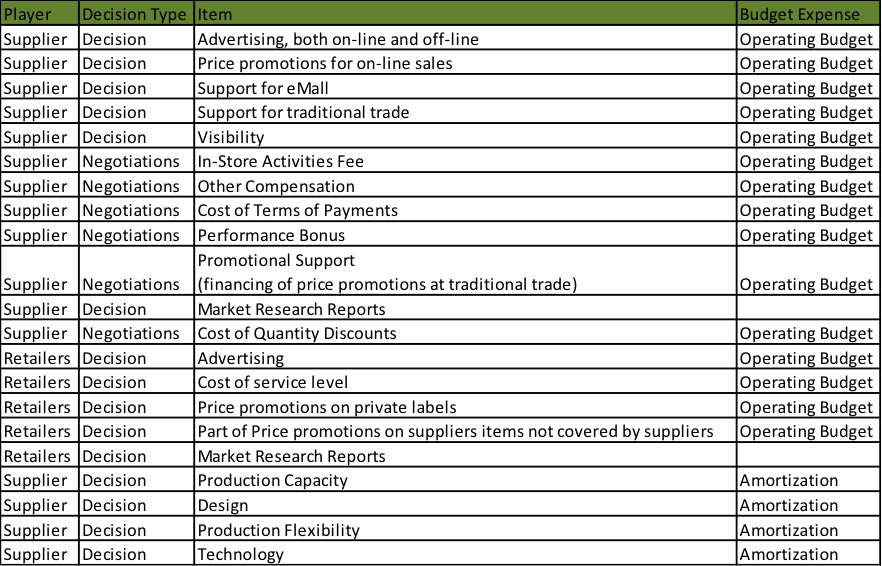 Player Decision Type Item Budget Expense
Supplier Decision Advertising, both on-line and off-line Operating Budget
Supplier Decision Price promotions for on-line sales Operating Budget
Supplier Decision Support for eMall Operating Budget
Supplier Decision Support for traditional trade Operating Budget
Supplier Decision Visibility Operating Budget
Supplier Negotiations In-Store Activities Fee Operating Budget
Supplier Negotiations Other Compensation Operating Budget
Supplier Negotiations Cost of Terms of Payments Operating Budget
Supplier Negotiations Performance Bonus Operating Budget
Promotional Support
Supplier Negotiations (financing of price promotions at traditional trade) Operating Budget
Supplier Decision Market Research Reports
Supplier Negotiations Cost of Quantity Discounts Operating Budget
Retailers Decision Advertising Operating Budget
Retailers Decision Cost of service level Operating Budget
Retailers Decision Price promotions on private labels Operating Budget
Retailers Decision Part of Price promotions on suppliers items not covered by suppliers Operating Budget
Retailers Decision Market Research Reports
Supplier Decision Production Capacity Amortization
Supplier Decision Design Amortization
Supplier Decision Production Flexibility Amortization
Supplier Decision Technology Amortization